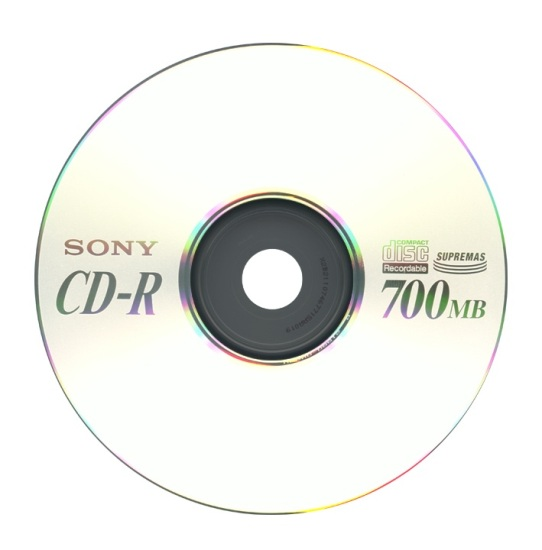 SONY
CD-R
COMPACT
disc
Recordable
SUPREMAS
700MB